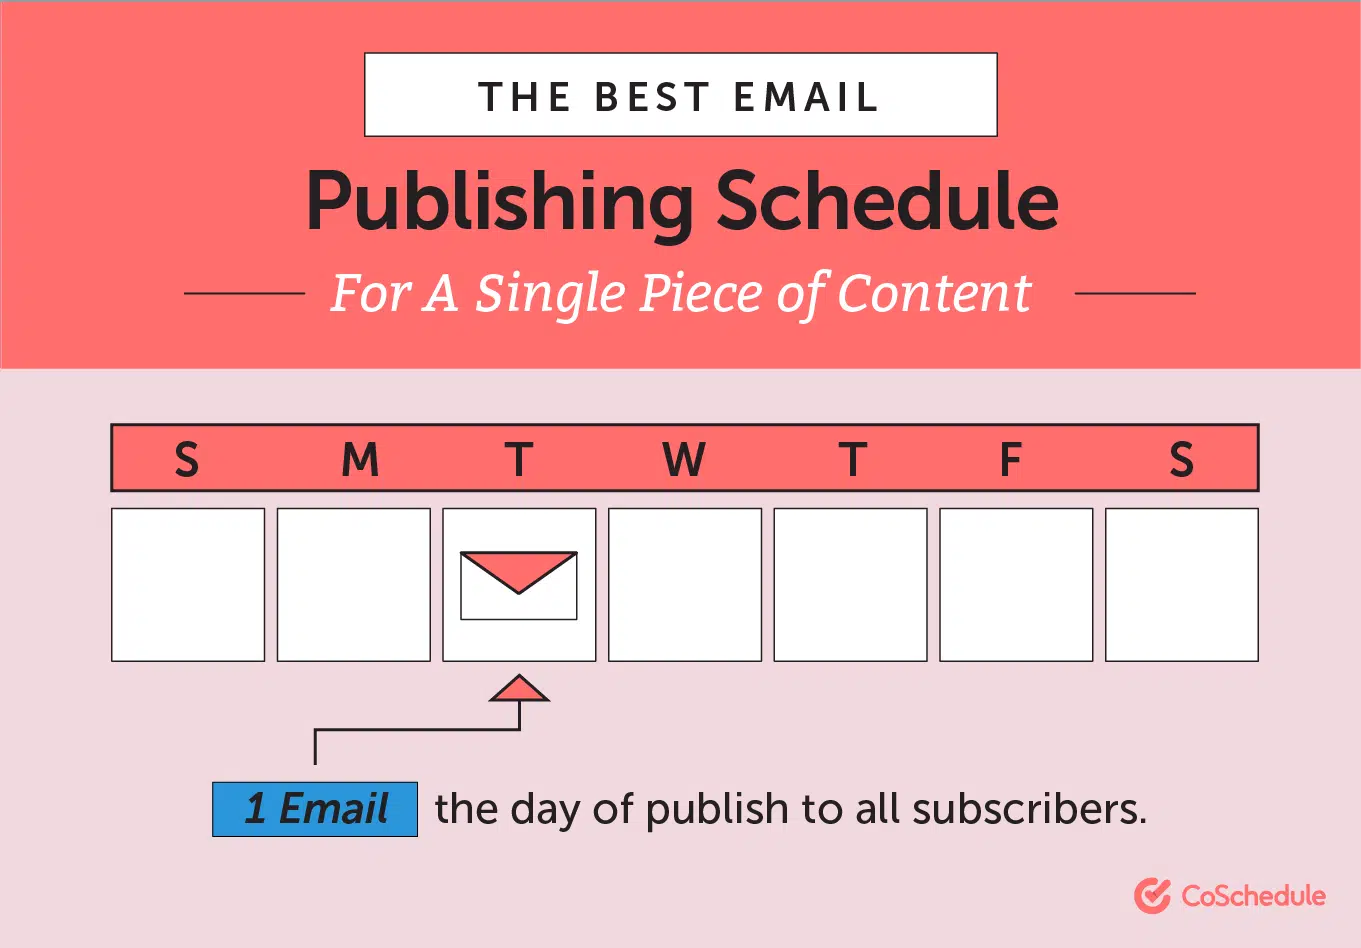 THE BEST EMAIL
Publishing Schedule
For A Single Piece of Content
S M T W T F S
1 Email the day of publish to all subscribers.
CoSchedule